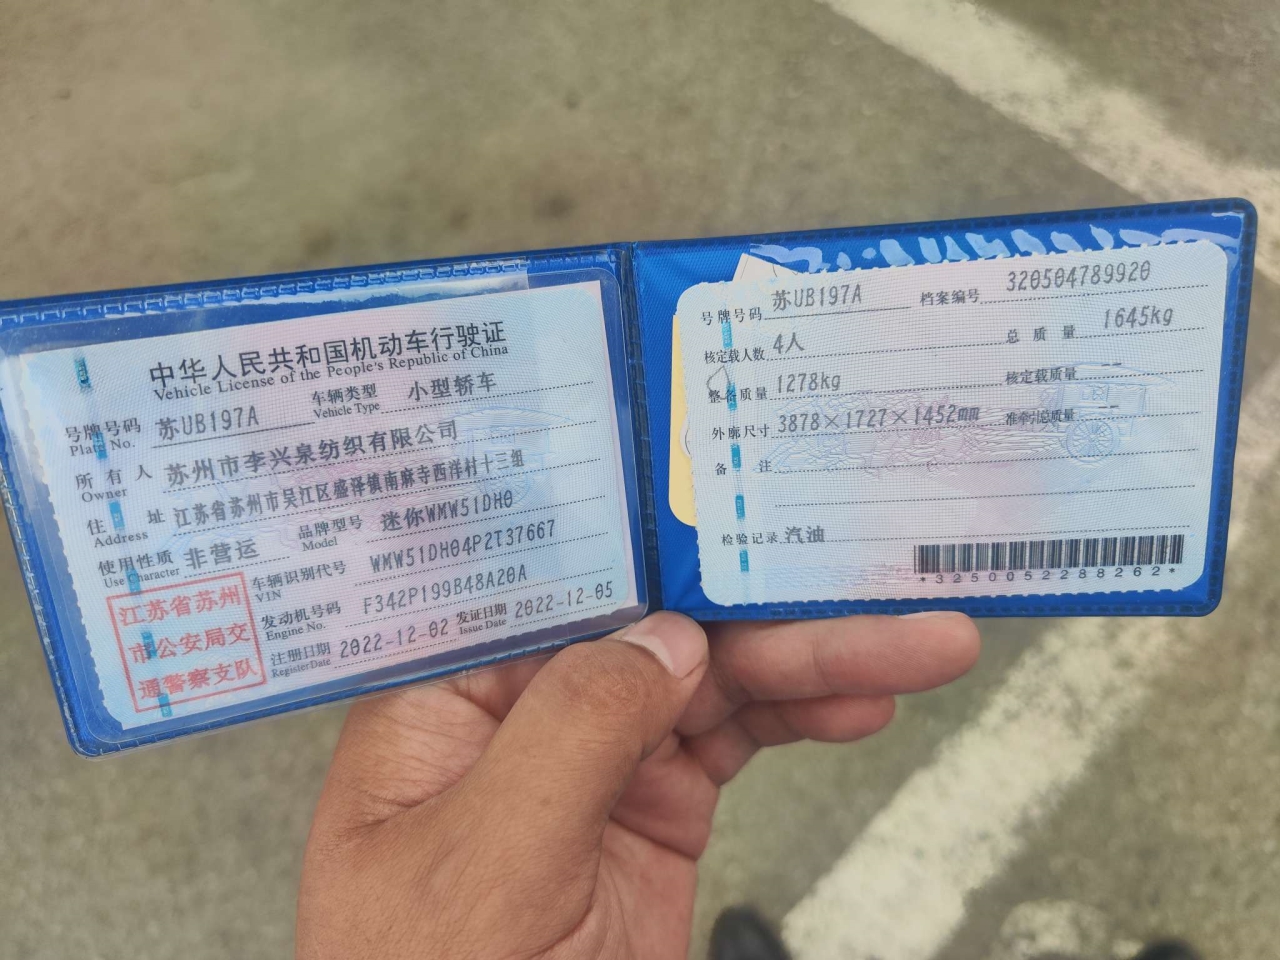 中华人民共和国机动车行驶证
Vehicle License of the People's Republic of China
号牌号码 苏UB197A 车辆类型 小型轿车
Plate No. Vehicle Type
所有人 苏州市李兴泉纺织有限公司
Owner
住址 江苏省苏州市吴江区盛泽镇南麻寺西洋村十三组
Address
使用性质 非营运 品牌型号 迷你WMW51DH0
Use Character Model
江苏省苏州
市公安局交
通警察支队
车辆识别代号 WMW51DH04P2T37667
VIN
发动机号码 F342P199B48A20A
Engine No.
注册日期 2022-12-02 发证日期 2022-12-05
Register Date Issue Date
号牌号码 苏UB197A 档案编号 320504789920
核定载人数 4人 总质量 1645kg
整备质量 1278kg 核定载质量 --
外廓尺寸 3878×1727×1452mm 准牵引总质量 --
备注
检验记录 汽油
*3250052288262*